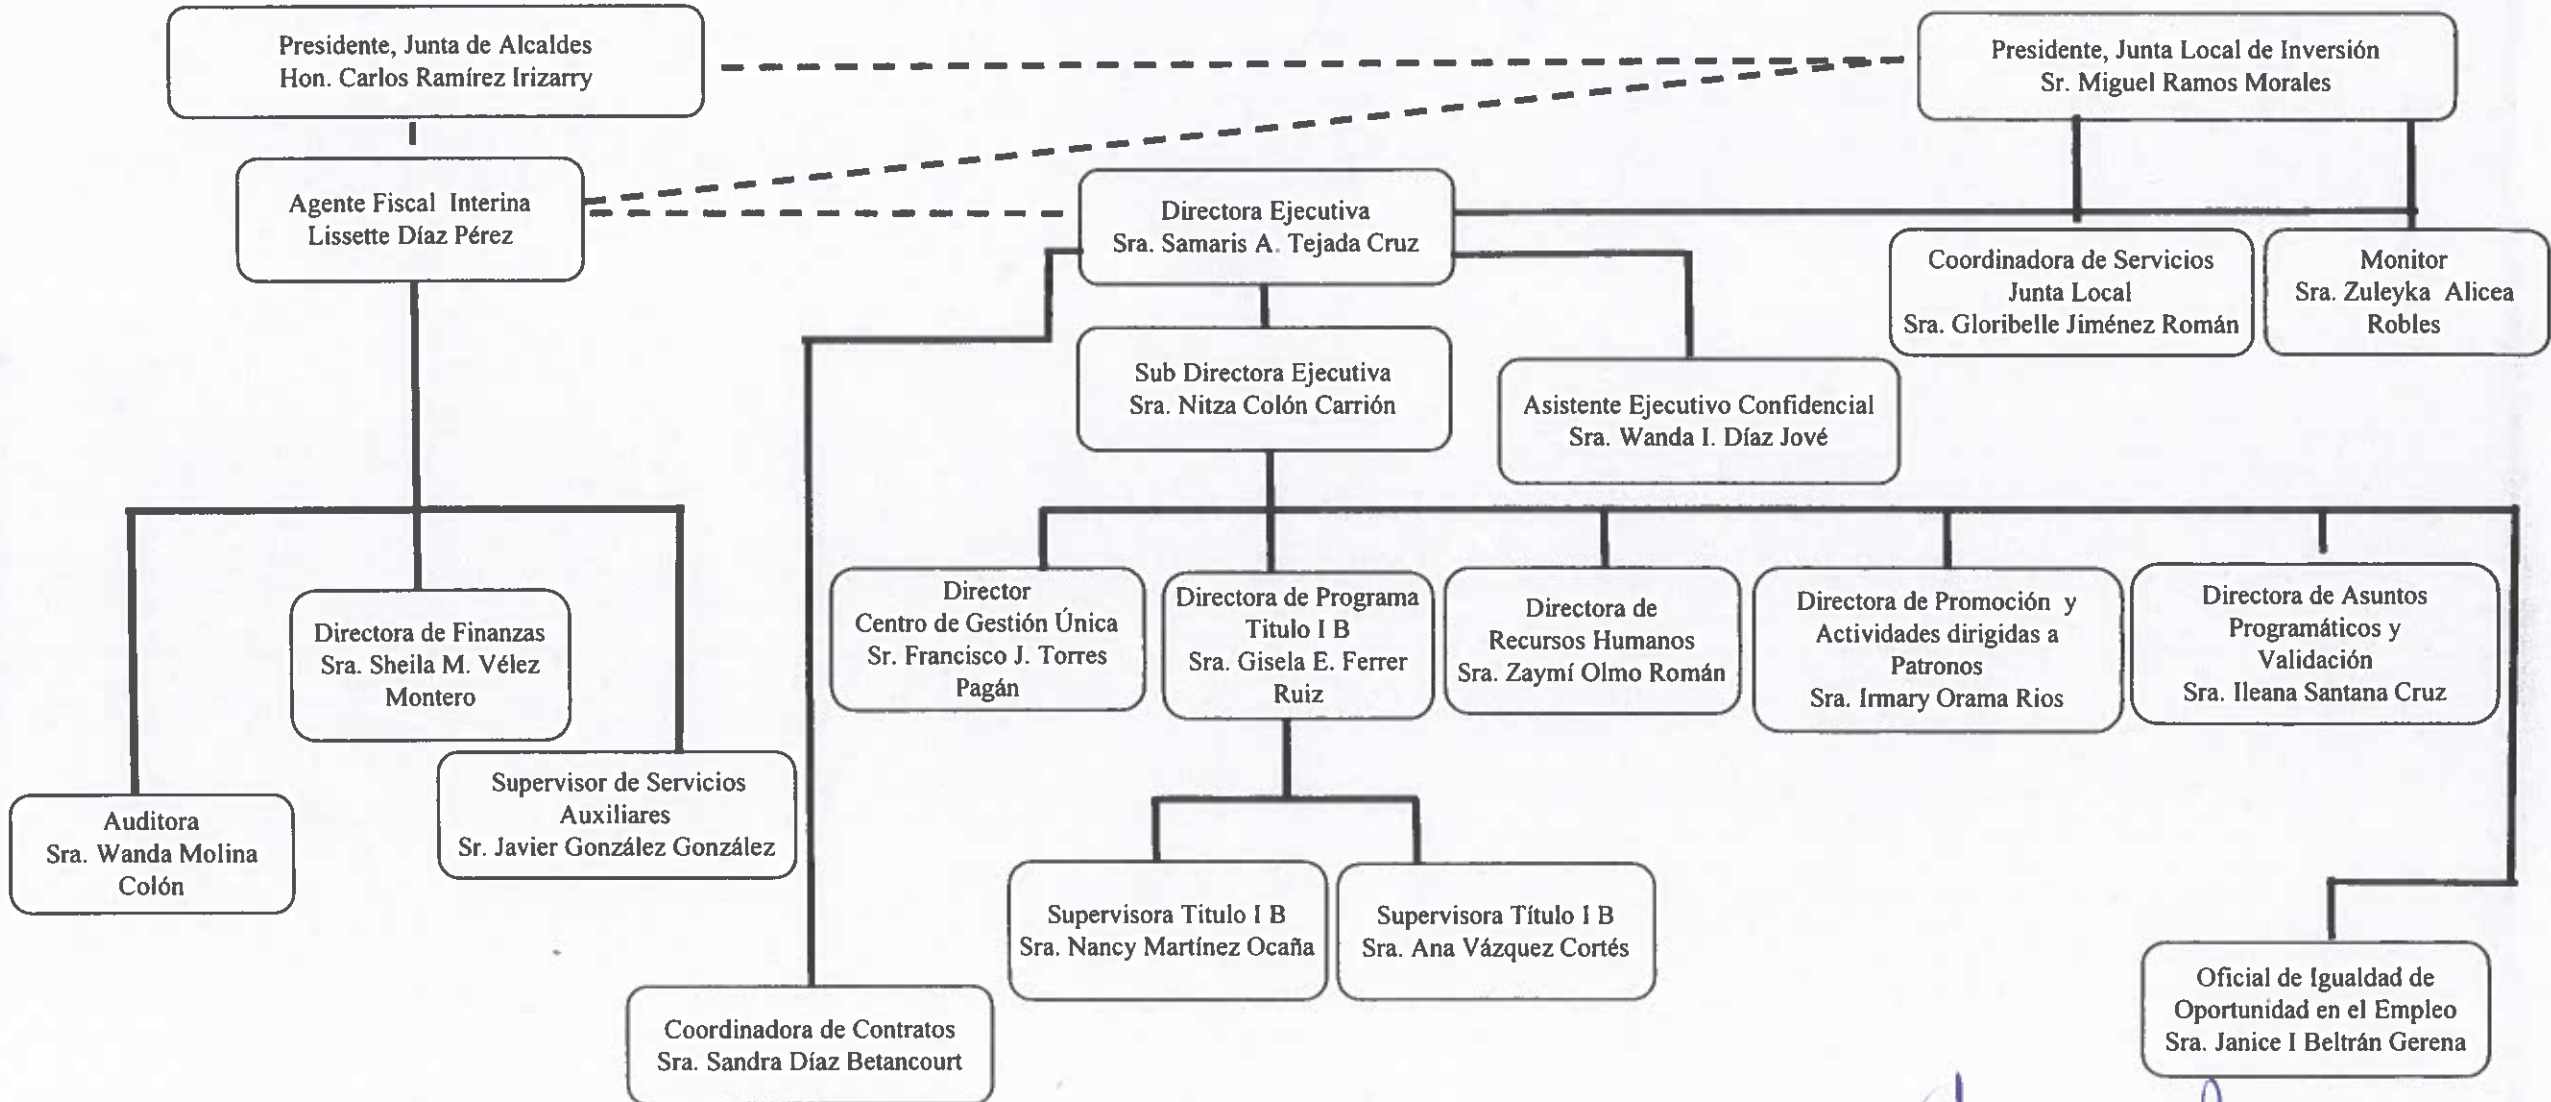 Presidente, Junta de Alcaldes
Hon. Carlos Ramírez Irizarry
Presidente, Junta Local de Inversión
Sr. Miguel Ramos Morales
Agente Fiscal Interina
Lissette Díaz Pérez
Directora Ejecutiva
Sra. Samaris A. Tejada Cruz
Coordinadora de Servicios
Junta Local
Sra. Gloribelle Jiménez Román
Monitor
Sra. Zuleyka Alicea
Robles
Sub Directora Ejecutiva
Sra. Nitza Colón Carrión
Asistente Ejecutivo Confidencial
Sra. Wanda I. Díaz Jové
Director
Centro de Gestión Única
Sr. Francisco J. Torres
Pagán
Directora de Programa
Titulo I B
Sra. Gisela E. Ferrer
Ruiz
Directora de
Recursos Humanos
Sra. Zaymí Olmo Román
Directora de Promoción y
Actividades dirigidas a
Patronos
Sra. Irmary Orama Rios
Directora de Asuntos
Programáticos y
Validación
Sra. Ileana Santana Cruz
Directora de Finanzas
Sra. Sheila M. Vélez
Montero
Supervisor de Servicios
Auxiliares
Sr. Javier González González
Auditora
Sra. Wanda Molina
Colón
Supervisora Titulo I B
Sra. Nancy Martínez Ocaña
Supervisora Título I B
Sra. Ana Vázquez Cortés
Oficial de Igualdad de
Oportunidad en el Empleo
Sra. Janice I Beltrán Gerena
Coordinadora de Contratos
Sra. Sandra Díaz Betancourt